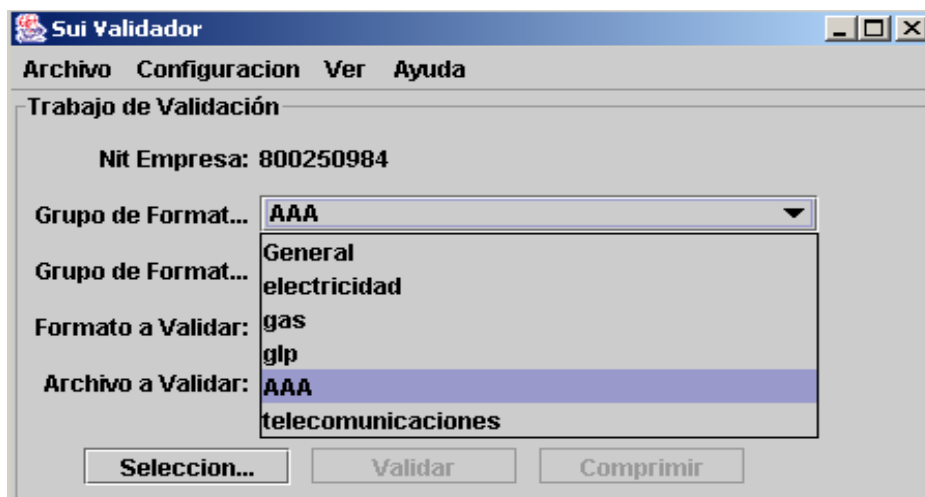 Sui Validador
Archivo Configuracion Ver Ayuda
Trabajo de Validación
Nit Empresa: 800250984
Grupo de Format... AAA
General
Grupo de Format...
electricidad
gas
Formato a Validar:
glp
Archivo a Validar: AAA
telecomunicaciones
Seleccion... Validar Comprimir